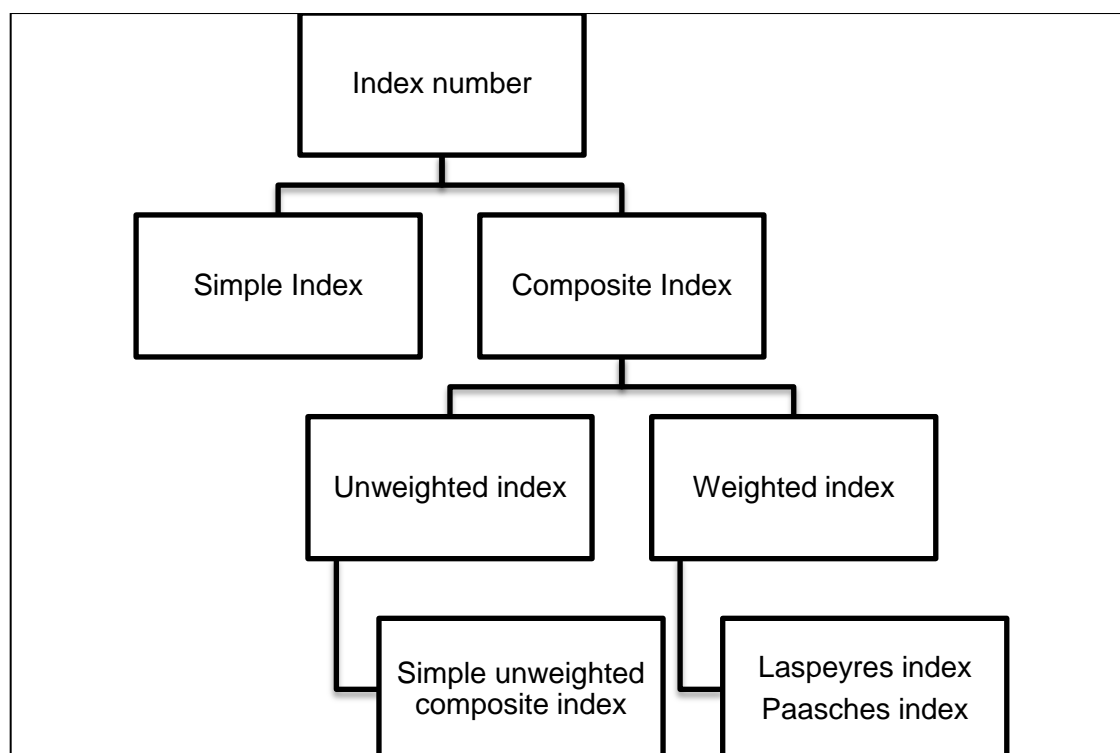 Index number
Simple Index
Composite Index
Unweighted index
Weighted index
Simple unweighted
composite index
Laspeyres index
Paasches index